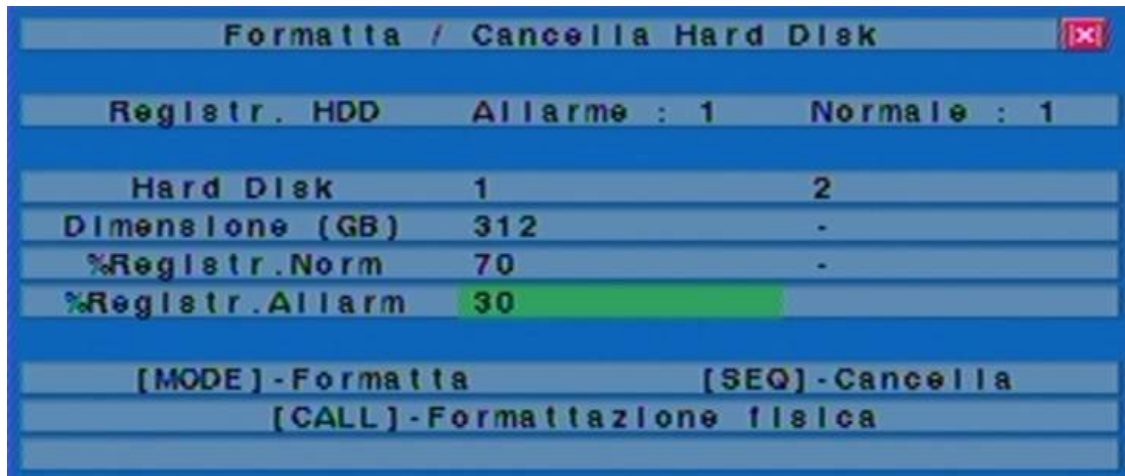 Formatta / Cancella Hard Disk
Registr. HDD Allarme : 1 Normale : 1
Hard Disk 1 2
Dimensione (GB) 312 -
%Registr.Norm 70 -
%Registr.Allarm 30
[MODE]-Formatta [SEQ]-Cancella
[CALL]-Formattazione fisica